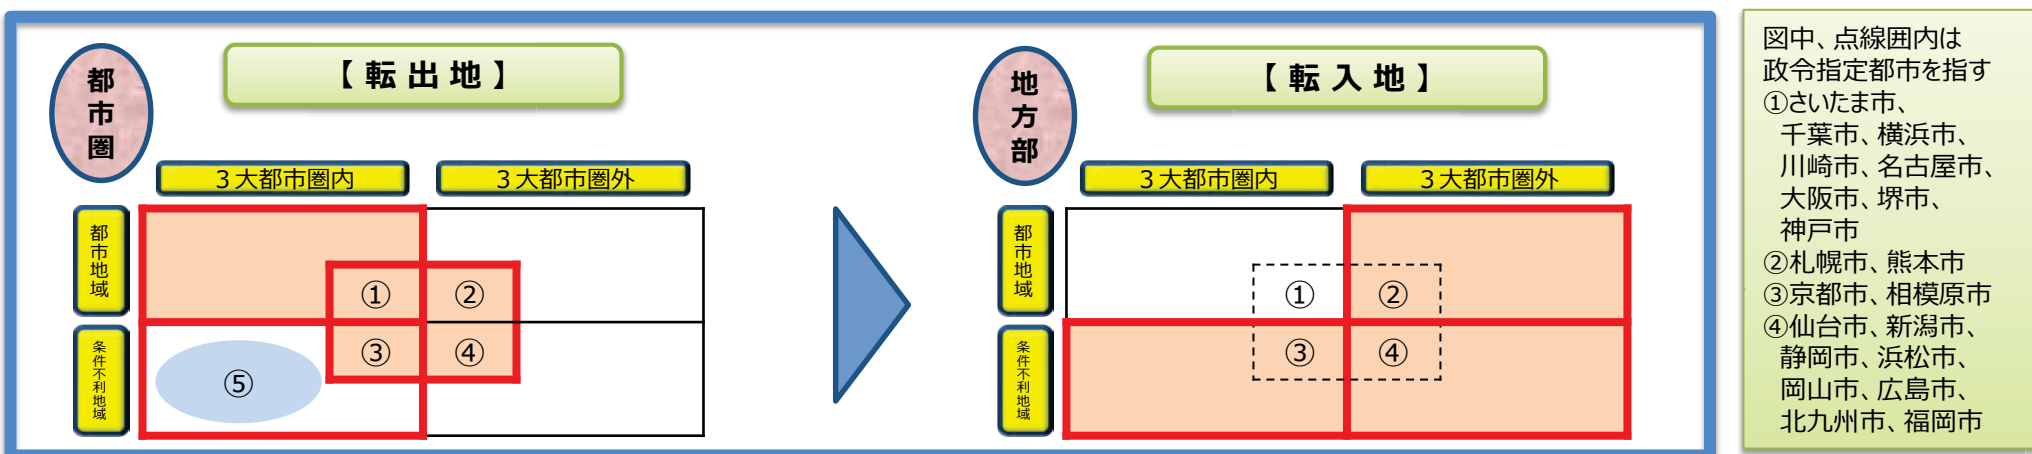 都市圏
【 転 出 地 】
3大都市圏内
3大都市圏外
都市地域
①
②
条件不利地域
③
④
⑤
地方部
【 転 入 地 】
3大都市圏内
3大都市圏外
都市地域
①
②
条件不利地域
③
④
図中、点線囲内は
政令指定都市を指す
①さいたま市、
千葉市、横浜市、
川崎市、名古屋市、
大阪市、堺市、
神戸市
②札幌市、熊本市
③京都市、相模原市
④仙台市、新潟市、
静岡市、浜松市、
岡山市、広島市、
北九州市、福岡市